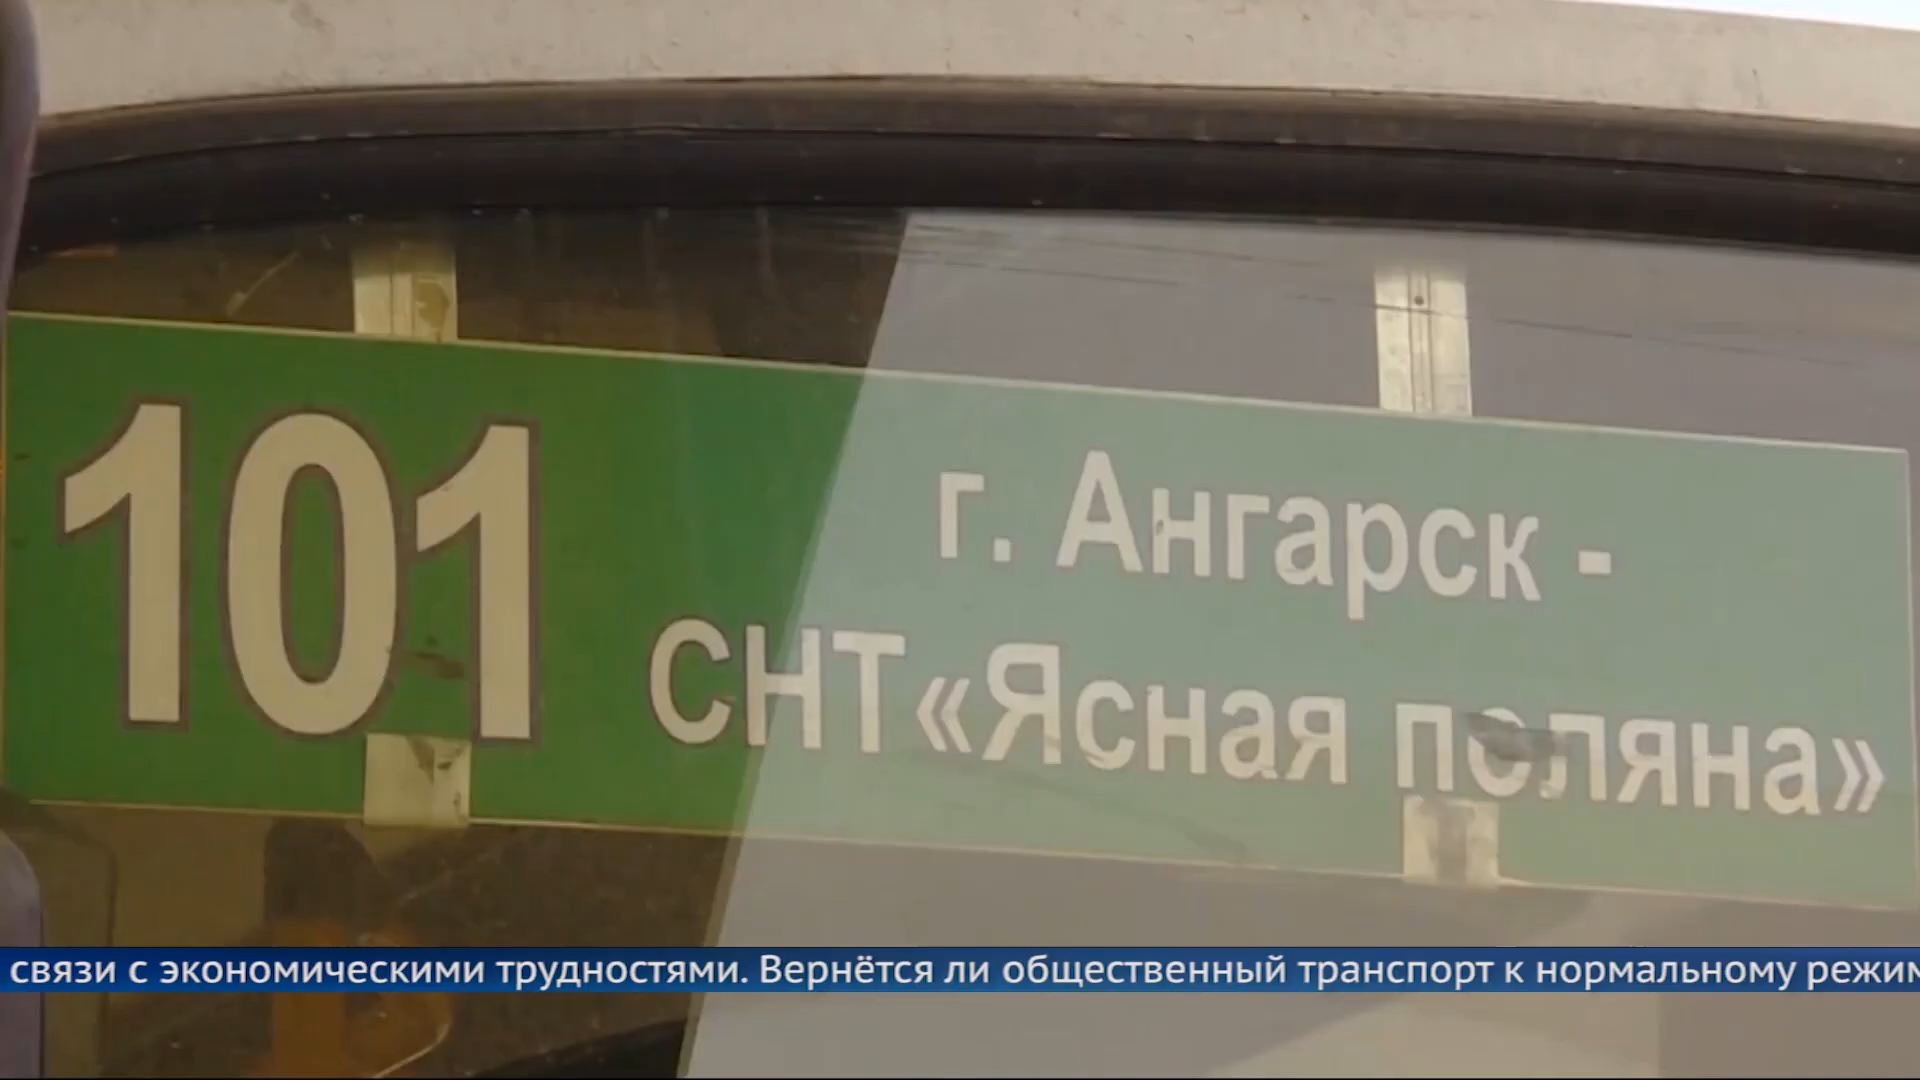 101
г. Ангарск -
СНТ «Ясная поляна»
связи с экономическими трудностями. Вернётся ли общественный транспорт к нормальному режим